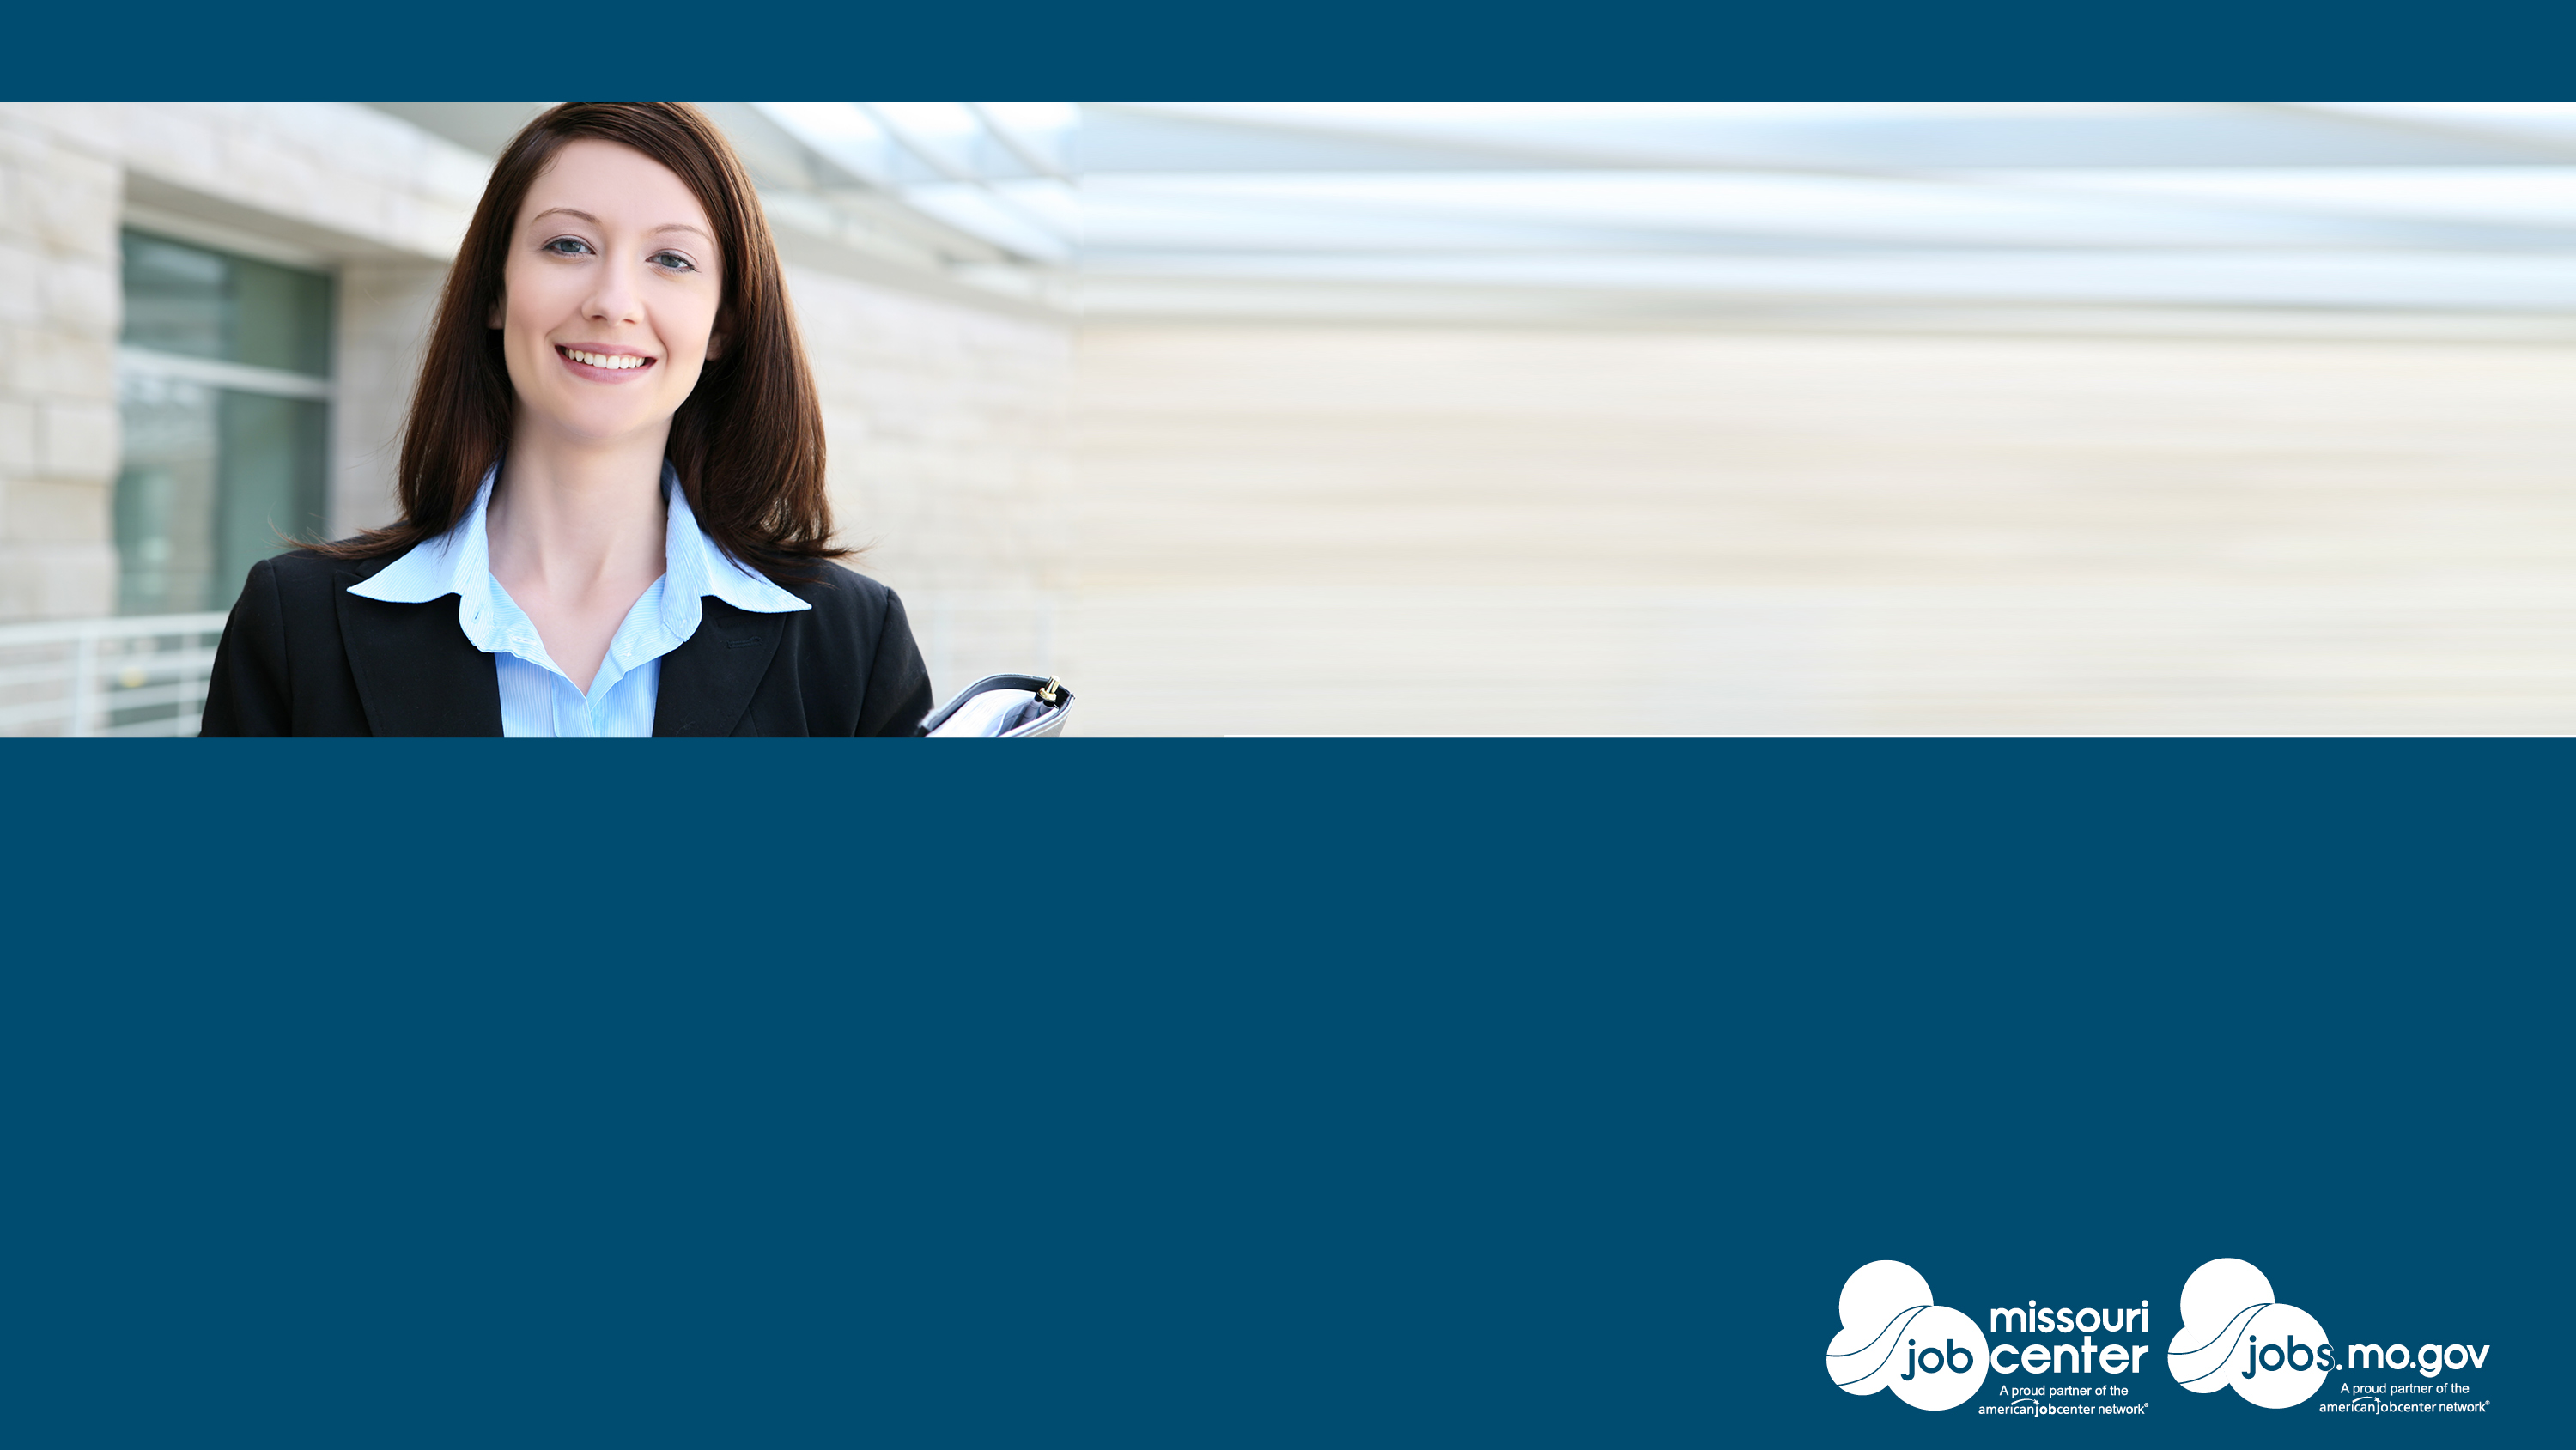 missouri
job center
A proud partner of the
americanjobcenter network®
jobs.mo.gov
A proud partner of the
americanjobcenter network®